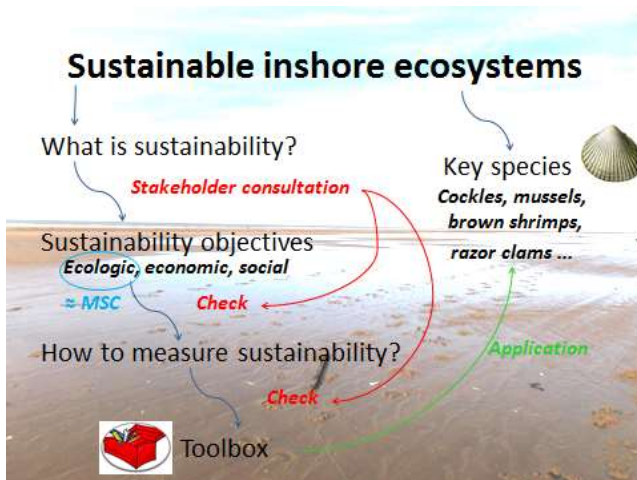 Sustainable inshore ecosystems
What is sustainability?
Stakeholder consultation
Key species
Cockles, mussels,
brown shrimps,
razor clams ...
Sustainability objectives
Ecologic, economic, social
≈ MSC
Check
How to measure sustainability?
Application
Check
Toolbox